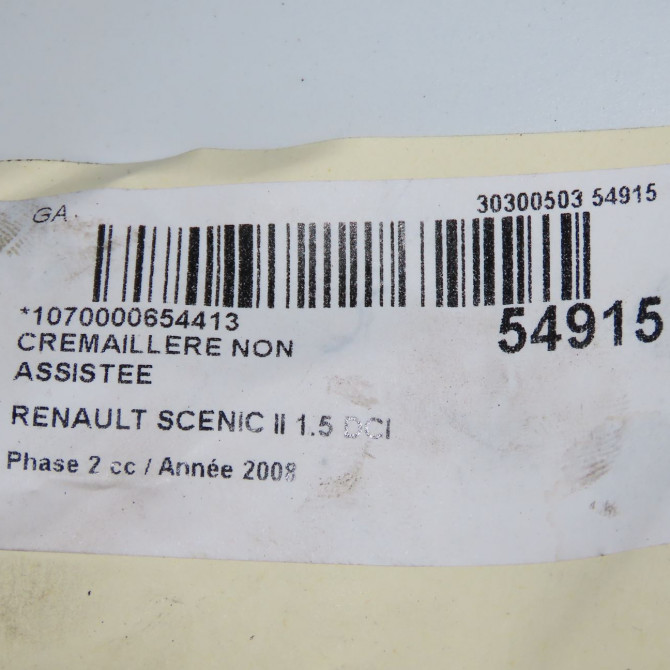 GA.
30300503 54915
*1070000654413
54915
CREMAILLERE NON
ASSISTEE
RENAULT SCENIC II 1.5 DCI
Phase 2 cc / Année 2008